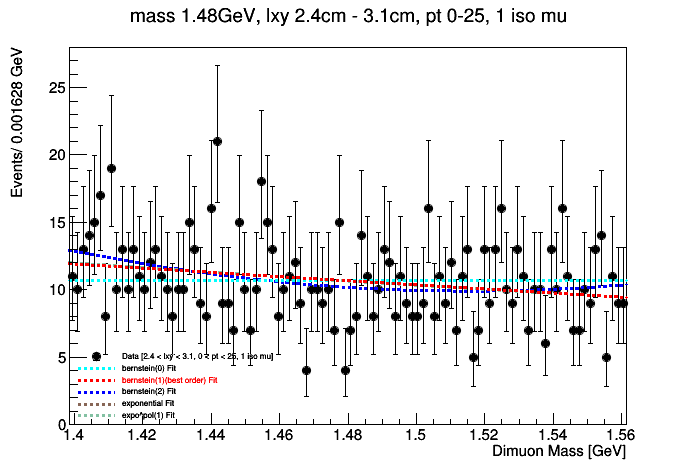 mass 1.48GeV, lxy 2.4cm - 3.1cm, pt 0-25, 1 iso mu
Events/ 0.001628 GeV
25
20
15
10
5
0
Data [2.4 < lxy < 3.1, 0 < pt < 25, 1 iso mu]
bernstein(0) Fit
bernstein(1)(best order) Fit
bernstein(2) Fit
exponential Fit
expo*pol(1) Fit
1.4 1.42 1.44 1.46 1.48 1.5 1.52 1.54 1.56
Dimuon Mass [GeV]